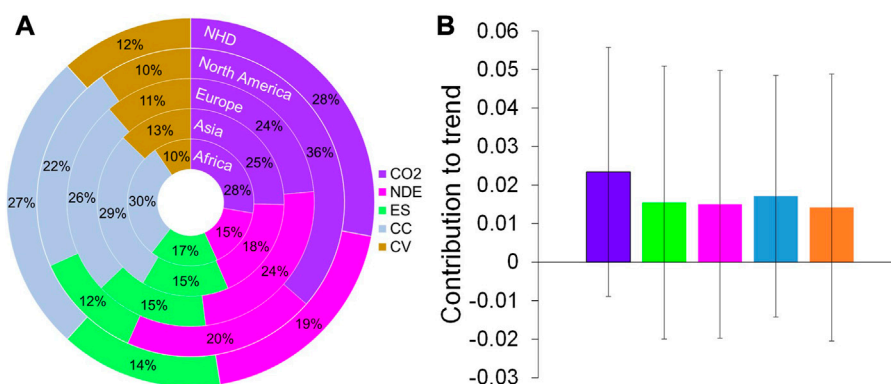 A
NHD
North America
Europe
Asia
Africa
12%
10%
11%
13%
10%
28%
36%
24%
25%
28%
27%
22%
26%
29%
30%
15%
18%
24%
20%
19%
17%
15%
15%
12%
14%
CO2
NDE
ES
CC
CV
B
Contribution to trend
0.06
0.05
0.04
0.03
0.02
0.01
0
-0.01
-0.02
-0.03